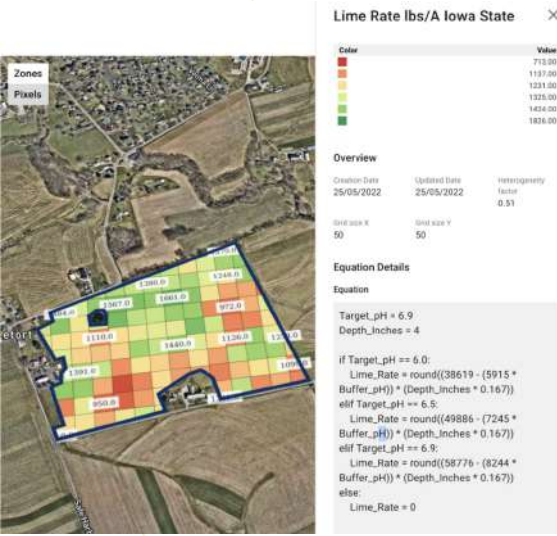 Lime Rate lbs/A Iowa State
Zones
Pixels
Color Value
713.00
1137.00
1231.00
1325.00
1434.00
1826.00
Overview
Creation Date Updated Date Heterogeneity
factor
25/05/2022 25/05/2022
0.51
Grid size X Grid size Y
50 50
Equation Details
Equation
Target_pH = 6.9
Depth_Inches = 4
if Target_pH == 6.0:
Lime_Rate = round((38619 - (5915 *
Buffer_pH)) * (Depth_Inches * 0.167))
elif Target_pH == 6.5:
Lime_Rate = round((49886 - (7245 *
Buffer_pH)) * (Depth_Inches * 0.167))
elif Target_pH == 6.9:
Lime_Rate = round((58776 - (8244 *
Buffer_pH)) * (Depth_Inches * 0.167))
else:
Lime_Rate = 0
1280.0
1248.0
1567.0
1661.0
972.0
1110.0
1440.0
1126.0
1391.0
850.0